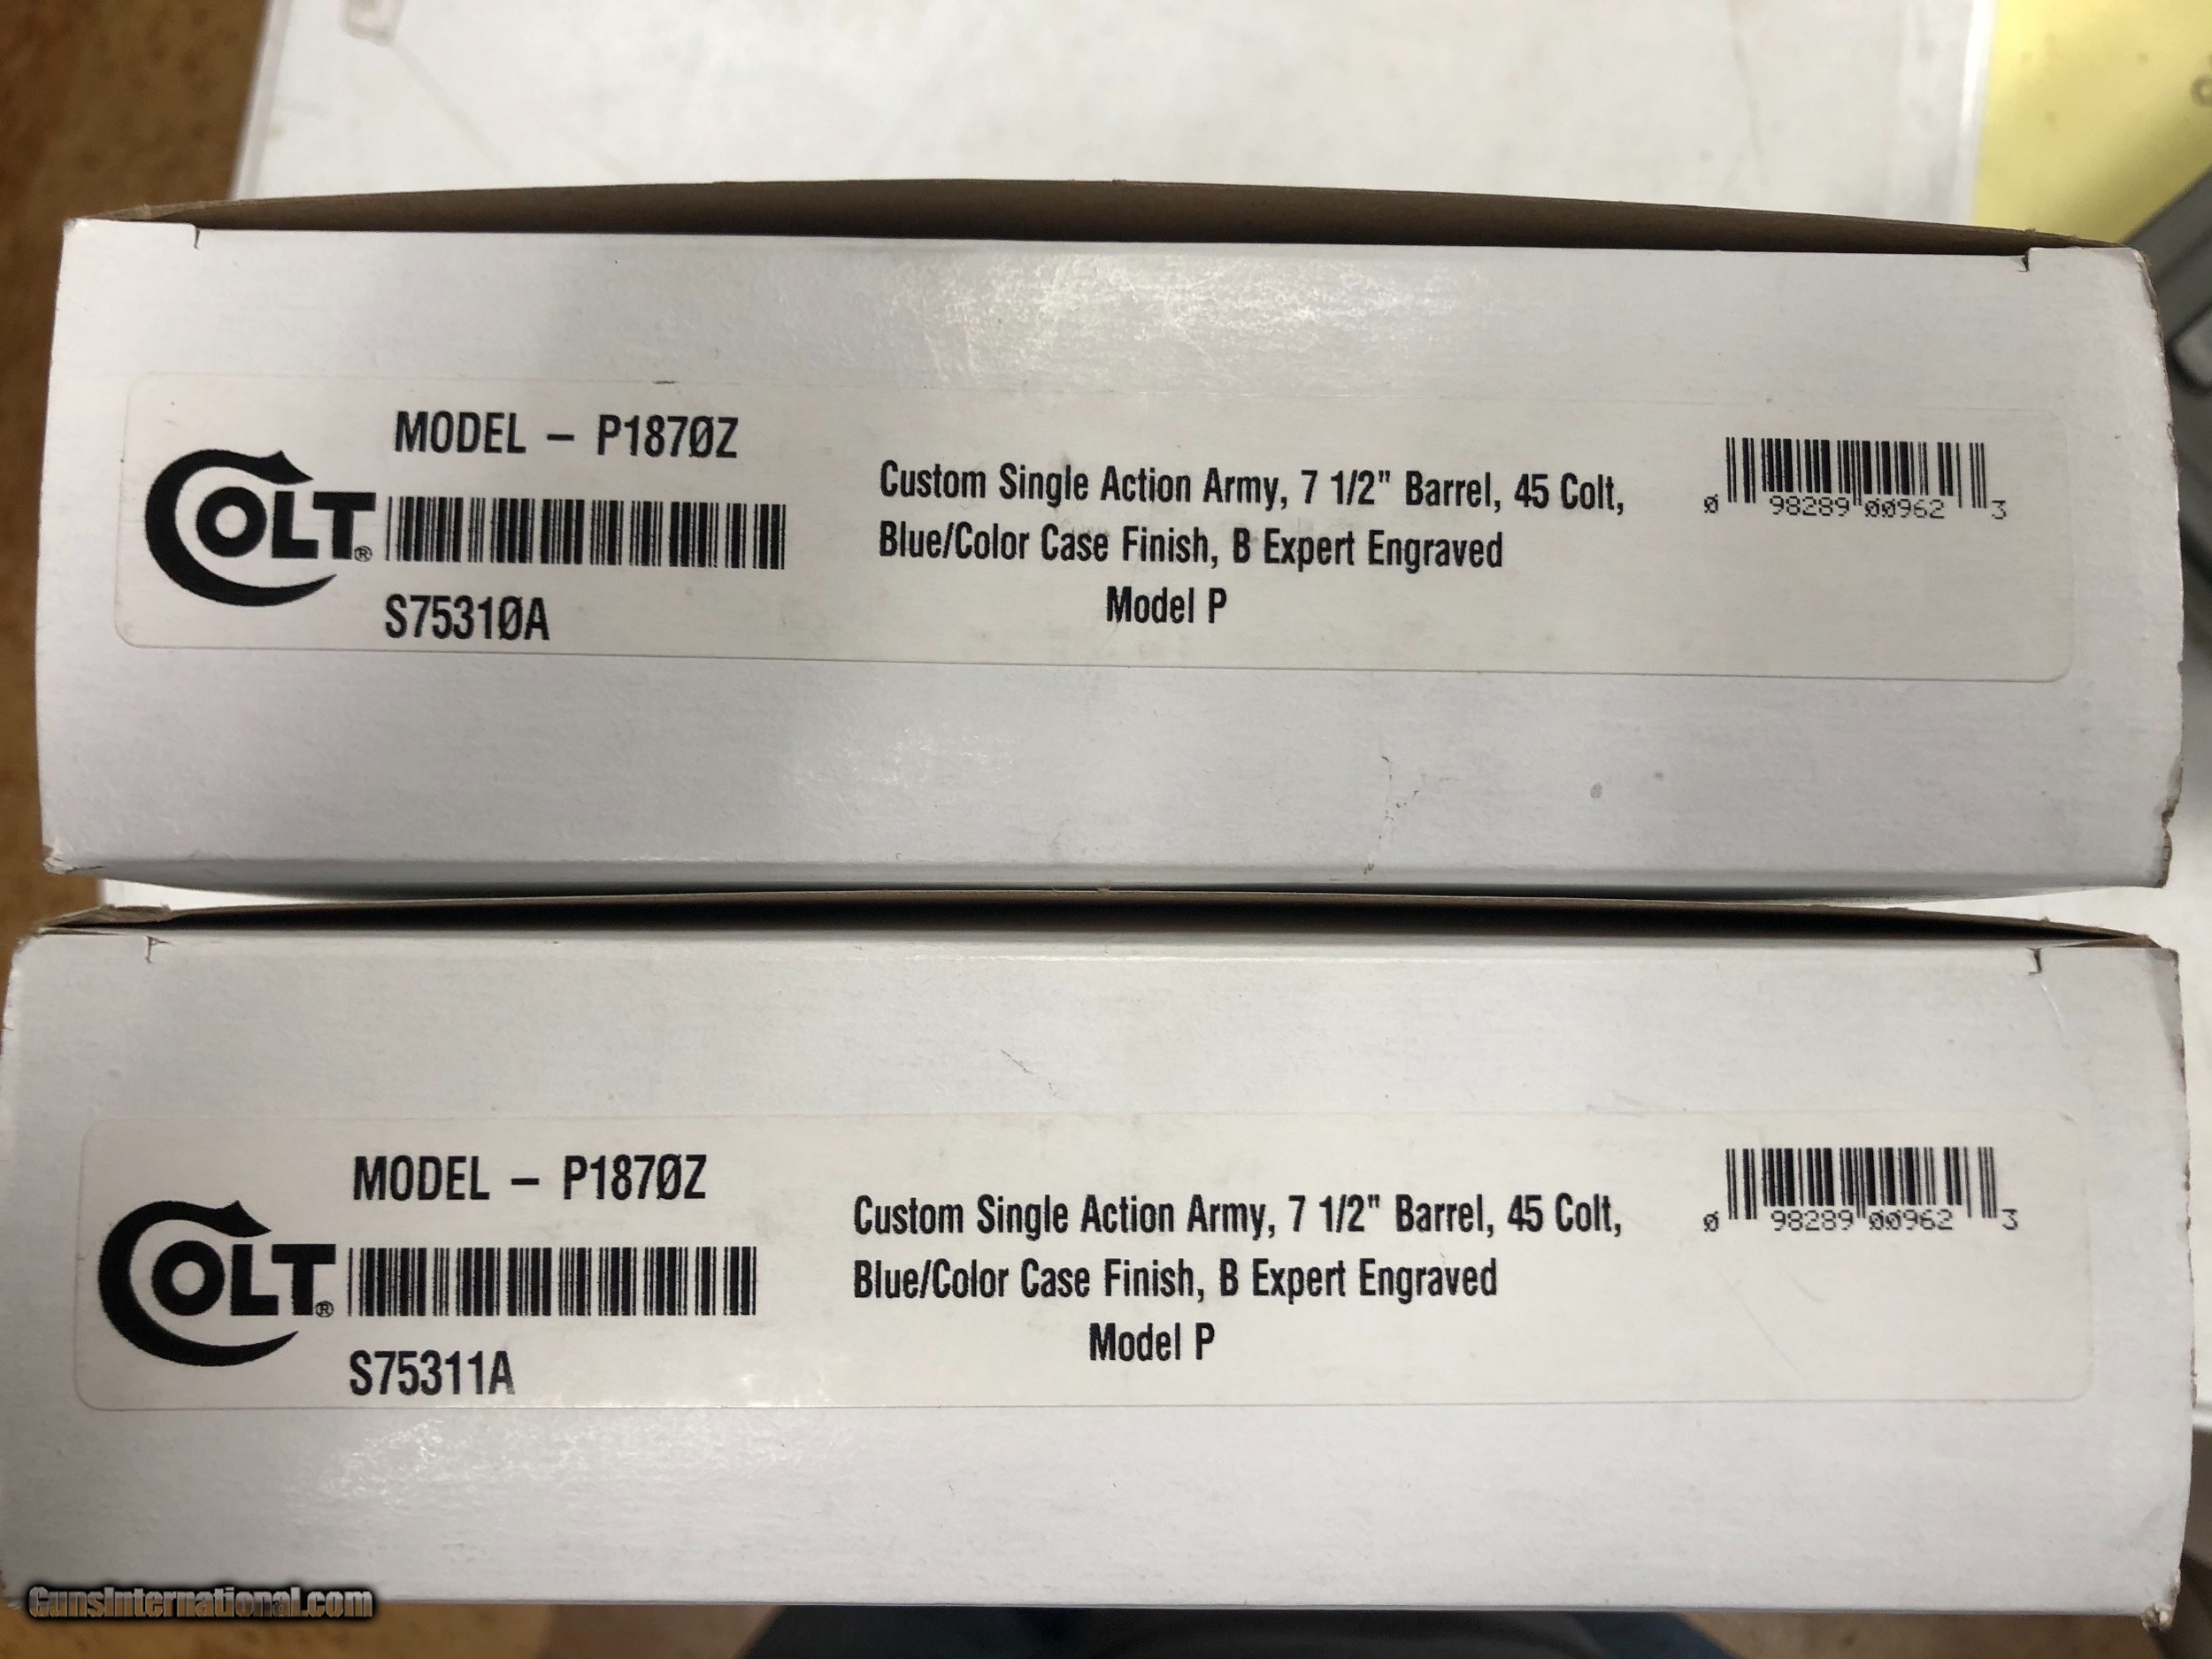 MODEL – P187ØZ
COLT®
S7531ØA
Custom Single Action Army, 7 1/2" Barrel, 45 Colt,
Blue/Color Case Finish, B Expert Engraved
Model P
Ø 98289 ØØ962 3
MODEL – P187ØZ
COLT®
S75311A
Custom Single Action Army, 7 1/2" Barrel, 45 Colt,
Blue/Color Case Finish, B Expert Engraved
Model P
Ø 98289 ØØ962 3
GunsInternational.com